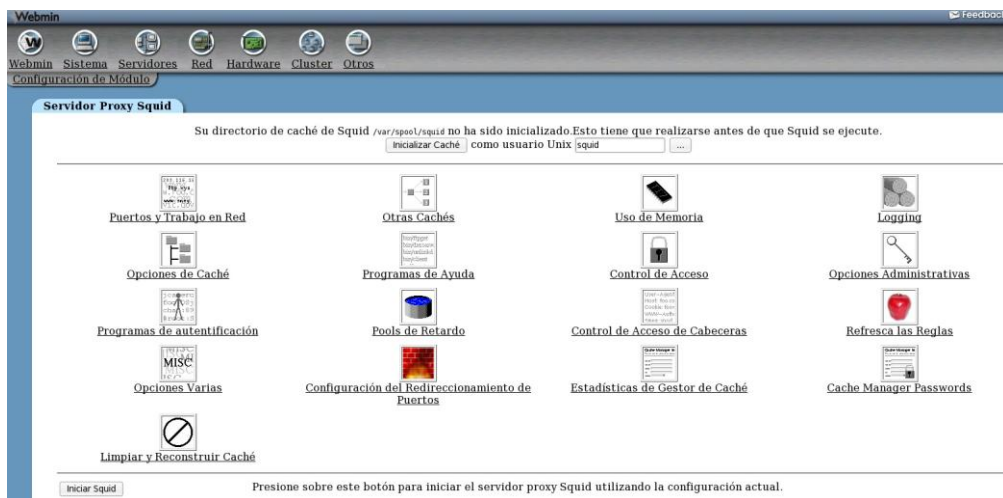 Webmin
Feedback
Webmin Sistema Servidores Red Hardware Cluster Otros
Configuración de Módulo
Servidor Proxy Squid
Su directorio de caché de Squid /var/spool/squid no ha sido inicializado.Esto tiene que realizarse antes de que Squid se ejecute.
Inicializar Caché como usuario Unix squid ...
Puertos y Trabajo en Red Otras Cachés Uso de Memoria Logging
Opciones de Caché Programas de Ayuda Control de Acceso Opciones Administrativas
Programas de autentificación Pools de Retardo Control de Acceso de Cabeceras Refresca las Reglas
MISC
Opciones Varias Configuración del Redireccionamiento de Puertos Estadísticas de Gestor de Caché Cache Manager Passwords
Limpiar y Reconstruir Caché
Iniciar Squid Presione sobre este botón para iniciar el servidor proxy Squid utilizando la configuración actual.